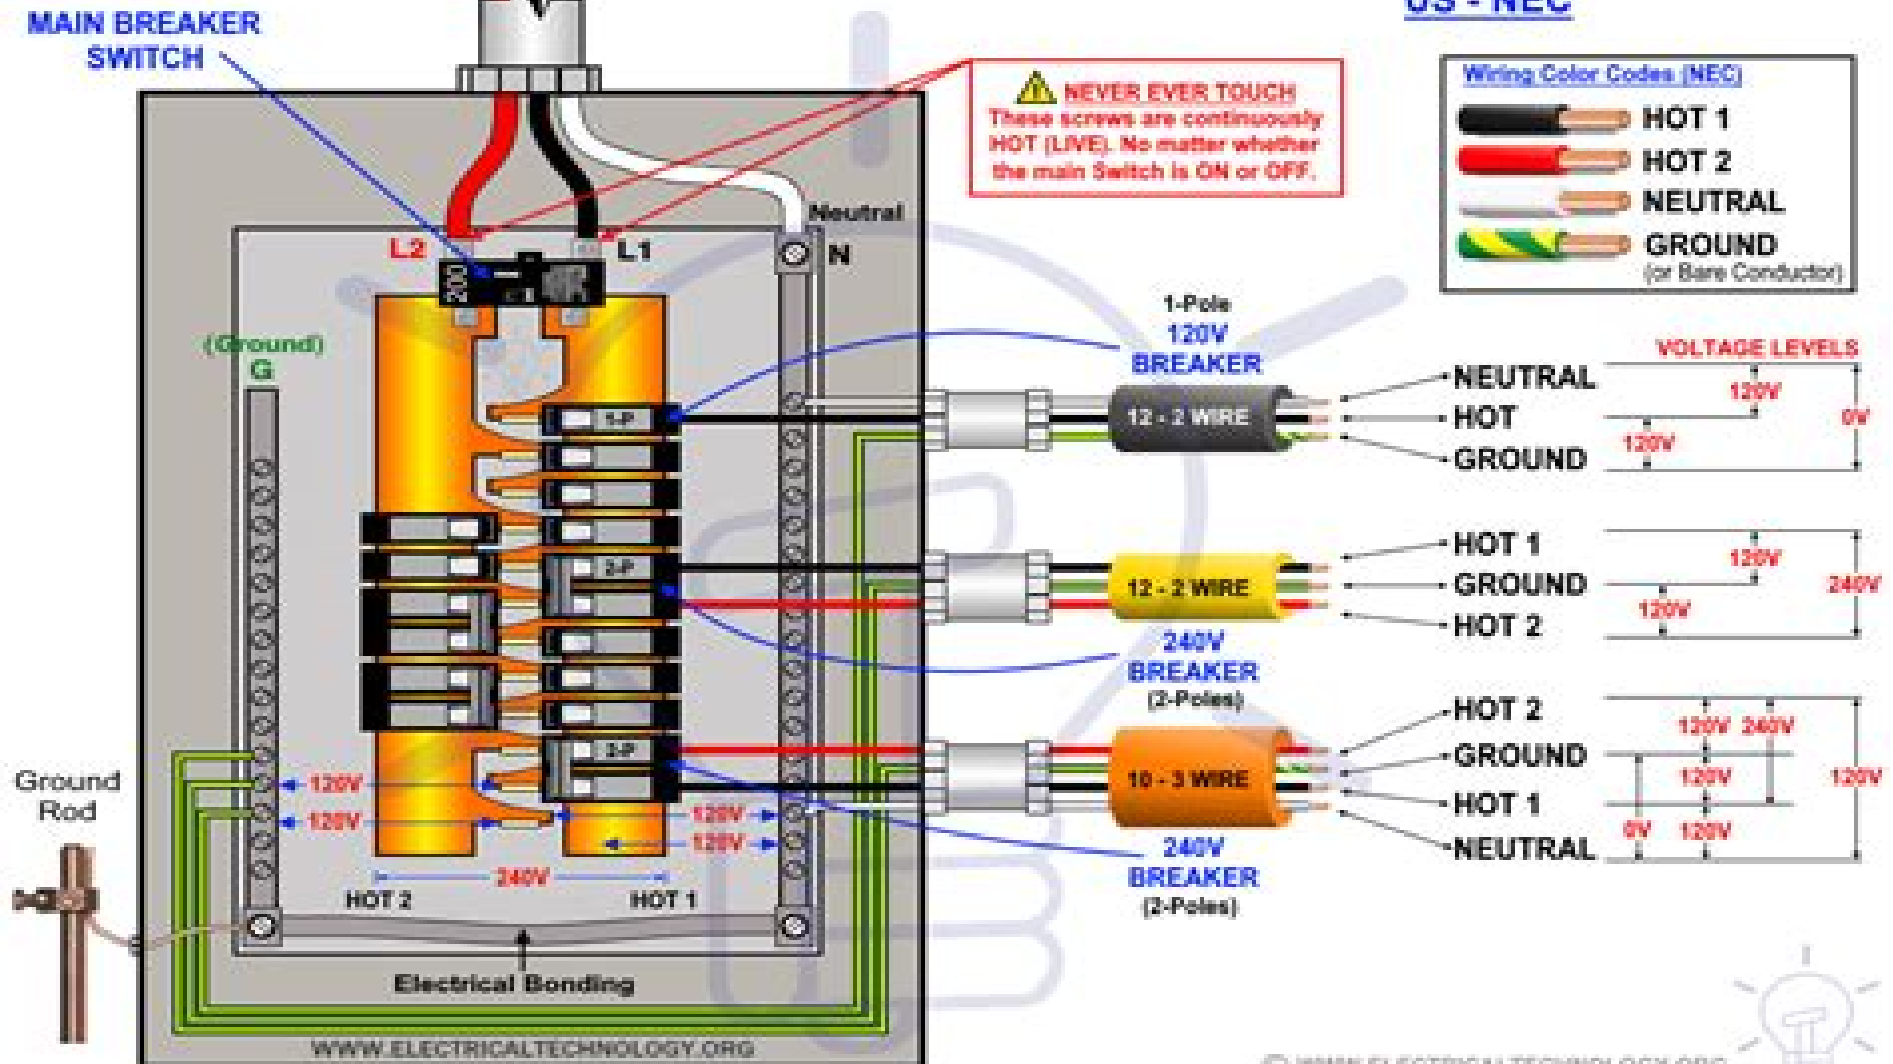 US - NEC
MAIN BREAKER
SWITCH
NEVER EVER TOUCH
These screws are continuously
HOT (LIVE). No matter whether
the main Switch is ON or OFF.
Wiring Color Codes (NEC)
HOT 1
HOT 2
NEUTRAL
GROUND
(or Bare Conductor)
Neutral
L2
L1
N
200
(Ground)
G
1-Pole
120V
BREAKER
VOLTAGE LEVELS
1-P
12 - 2 WIRE
NEUTRAL
HOT
GROUND
120V
0V
120V
2-P
12 - 2 WIRE
HOT 1
GROUND
HOT 2
120V
240V
120V
240V
BREAKER
(2-Poles)
2-P
10 - 3 WIRE
HOT 2
GROUND
HOT 1
NEUTRAL
120V 240V
120V
120V
0V 120V
240V
BREAKER
(2-Poles)
Ground
Rod
120V
120V
120V
120V
240V
HOT 2
HOT 1
Electrical Bonding
WWW.ELECTRICALTECHNOLOGY.ORG
© WWW.ELECTRICALTECHNOLOGY.ORG